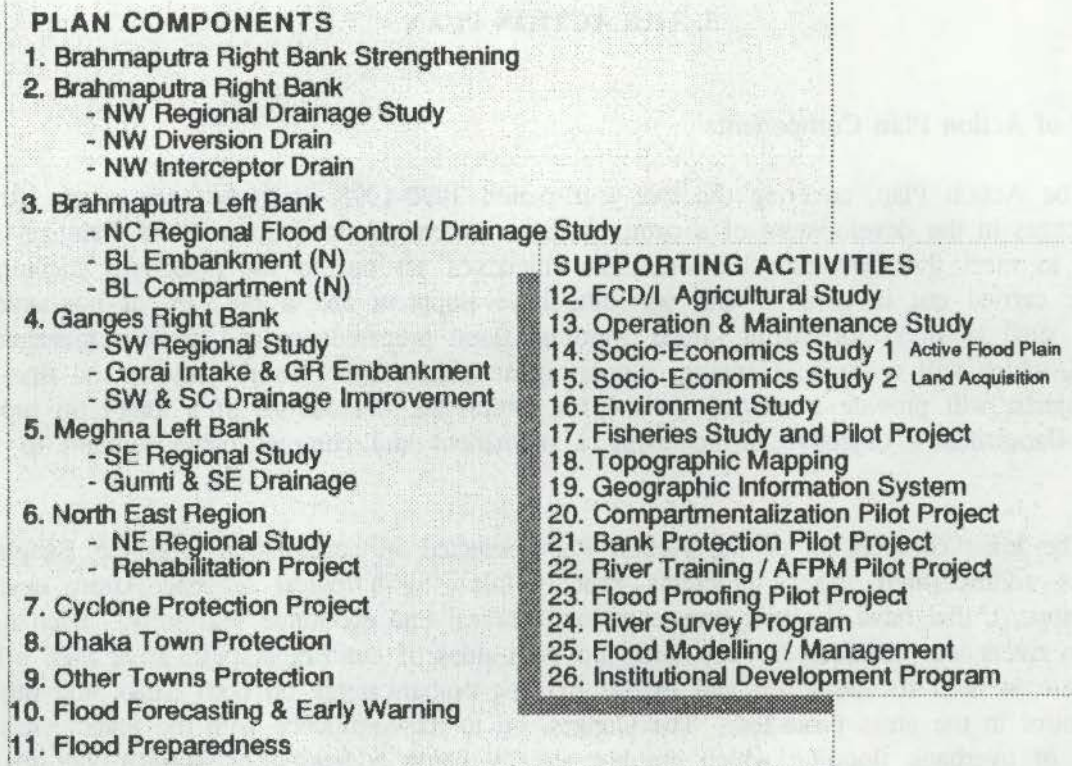 PLAN COMPONENTS
1. Brahmaputra Right Bank Strengthening
2. Brahmaputra Right Bank
- NW Regional Drainage Study
- NW Diversion Drain
- NW Interceptor Drain
3. Brahmaputra Left Bank
- NC Regional Flood Control / Drainage Study
- BL Embankment (N)
- BL Compartment (N)
4. Ganges Right Bank
- SW Regional Study
- Gorai Intake & GR Embankment
- SW & SC Drainage Improvement
5. Meghna Left Bank
- SE Regional Study
- Gumti & SE Drainage
6. North East Region
- NE Regional Study
- Rehabilitation Project
7. Cyclone Protection Project
8. Dhaka Town Protection
9. Other Towns Protection
10. Flood Forecasting & Early Warning
11. Flood Preparedness
SUPPORTING ACTIVITIES
12. FCD/I Agricultural Study
13. Operation & Maintenance Study
14. Socio-Economics Study 1 Active Flood Plain
15. Socio-Economics Study 2 Land Acquisition
16. Environment Study
17. Fisheries Study and Pilot Project
18. Topographic Mapping
19. Geographic Information System
20. Compartmentalization Pilot Project
21. Bank Protection Pilot Project
22. River Training / AFPM Pilot Project
23. Flood Proofing Pilot Project
24. River Survey Program
25. Flood Modelling / Management
26. Institutional Development Program